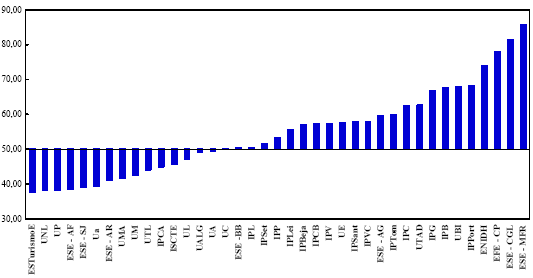 90,00
80,00
70,00
60,00
50,00
40,00
30,00
ESTurismoE
UNL
UP
ESE - AF
ESE - SJ
Ua
ESE - AR
UMA
UM
UTL
IPCA
ISCTE
UL
UALG
UA
UC
ESE -BB
IPL
IPSet
IPP
IPLei
IPBeja
IPCB
IPV
UE
IPSant
IPVC
ESE - AG
IPTom
IPC
UTAD
IPG
IPB
UBI
IPPort
ENIDH
EFE - CP
ESE - CGL
ESE - MFR